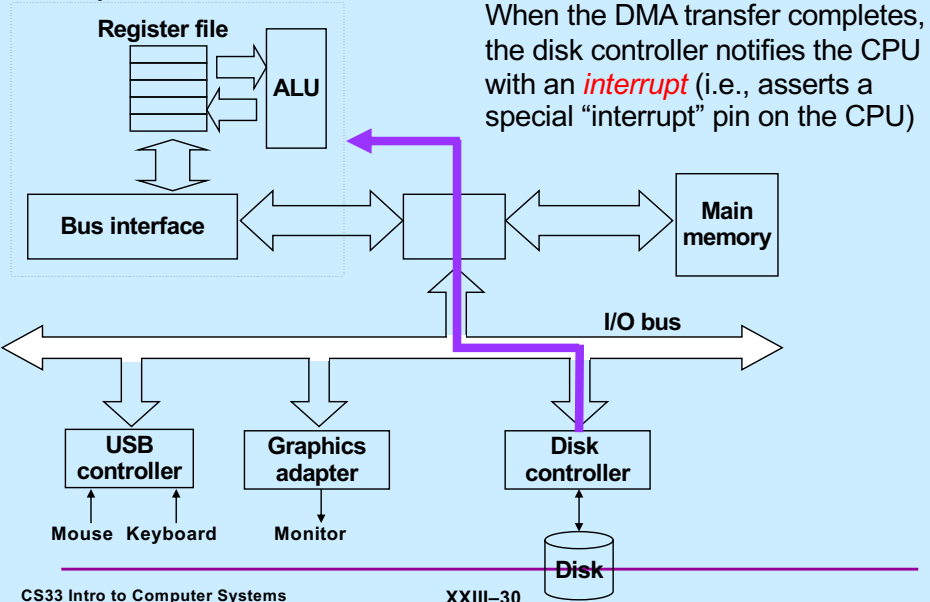 When the DMA transfer completes,
the disk controller notifies the CPU
with an interrupt (i.e., asserts a
special “interrupt” pin on the CPU)
Register file
ALU
Bus interface
Main
memory
I/O bus
USB
controller
Graphics
adapter
Disk
controller
Mouse Keyboard
Monitor
Disk
CS33 Intro to Computer Systems
XXIII–30